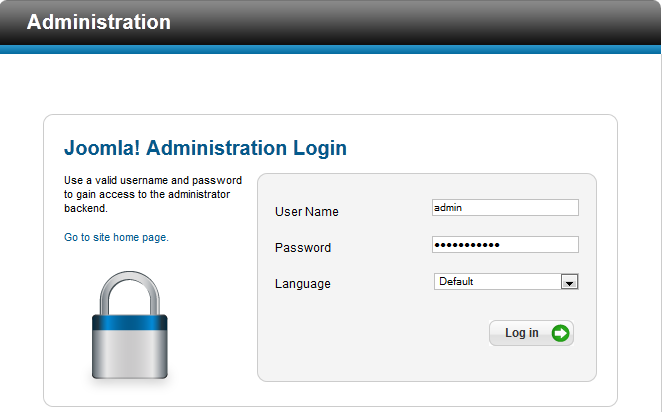 Administration
Joomla! Administration Login
Use a valid username and password
to gain access to the administrator
backend.
Go to site home page.
User Name
admin
Password
•••••••••••
Language
Default
Log in